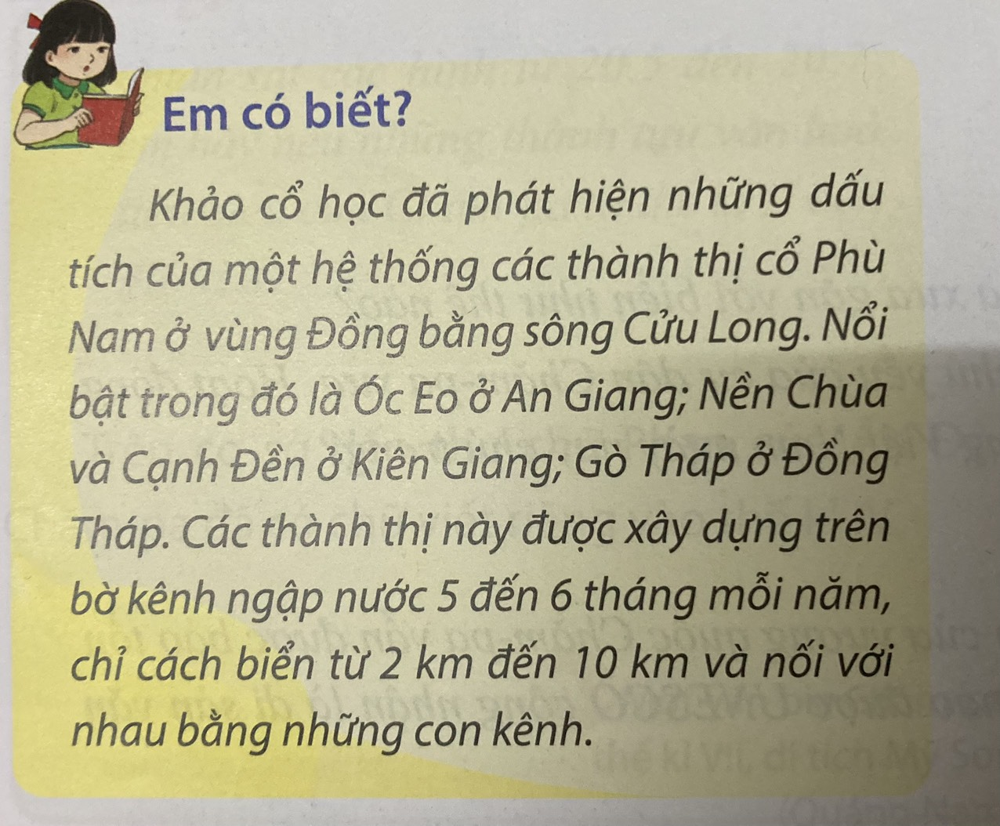 Em có biết?
Khảo cổ học đã phát hiện những dấu
tích của một hệ thống các thành thị cổ Phù
Nam ở vùng Đồng bằng sông Cửu Long. Nổi
bật trong đó là Óc Eo ở An Giang; Nền Chùa
và Cạnh Đền ở Kiên Giang; Gò Tháp ở Đồng
Tháp. Các thành thị này được xây dựng trên
bờ kênh ngập nước 5 đến 6 tháng mỗi năm,
chỉ cách biển từ 2 km đến 10 km và nối với
nhau bằng những con kênh.